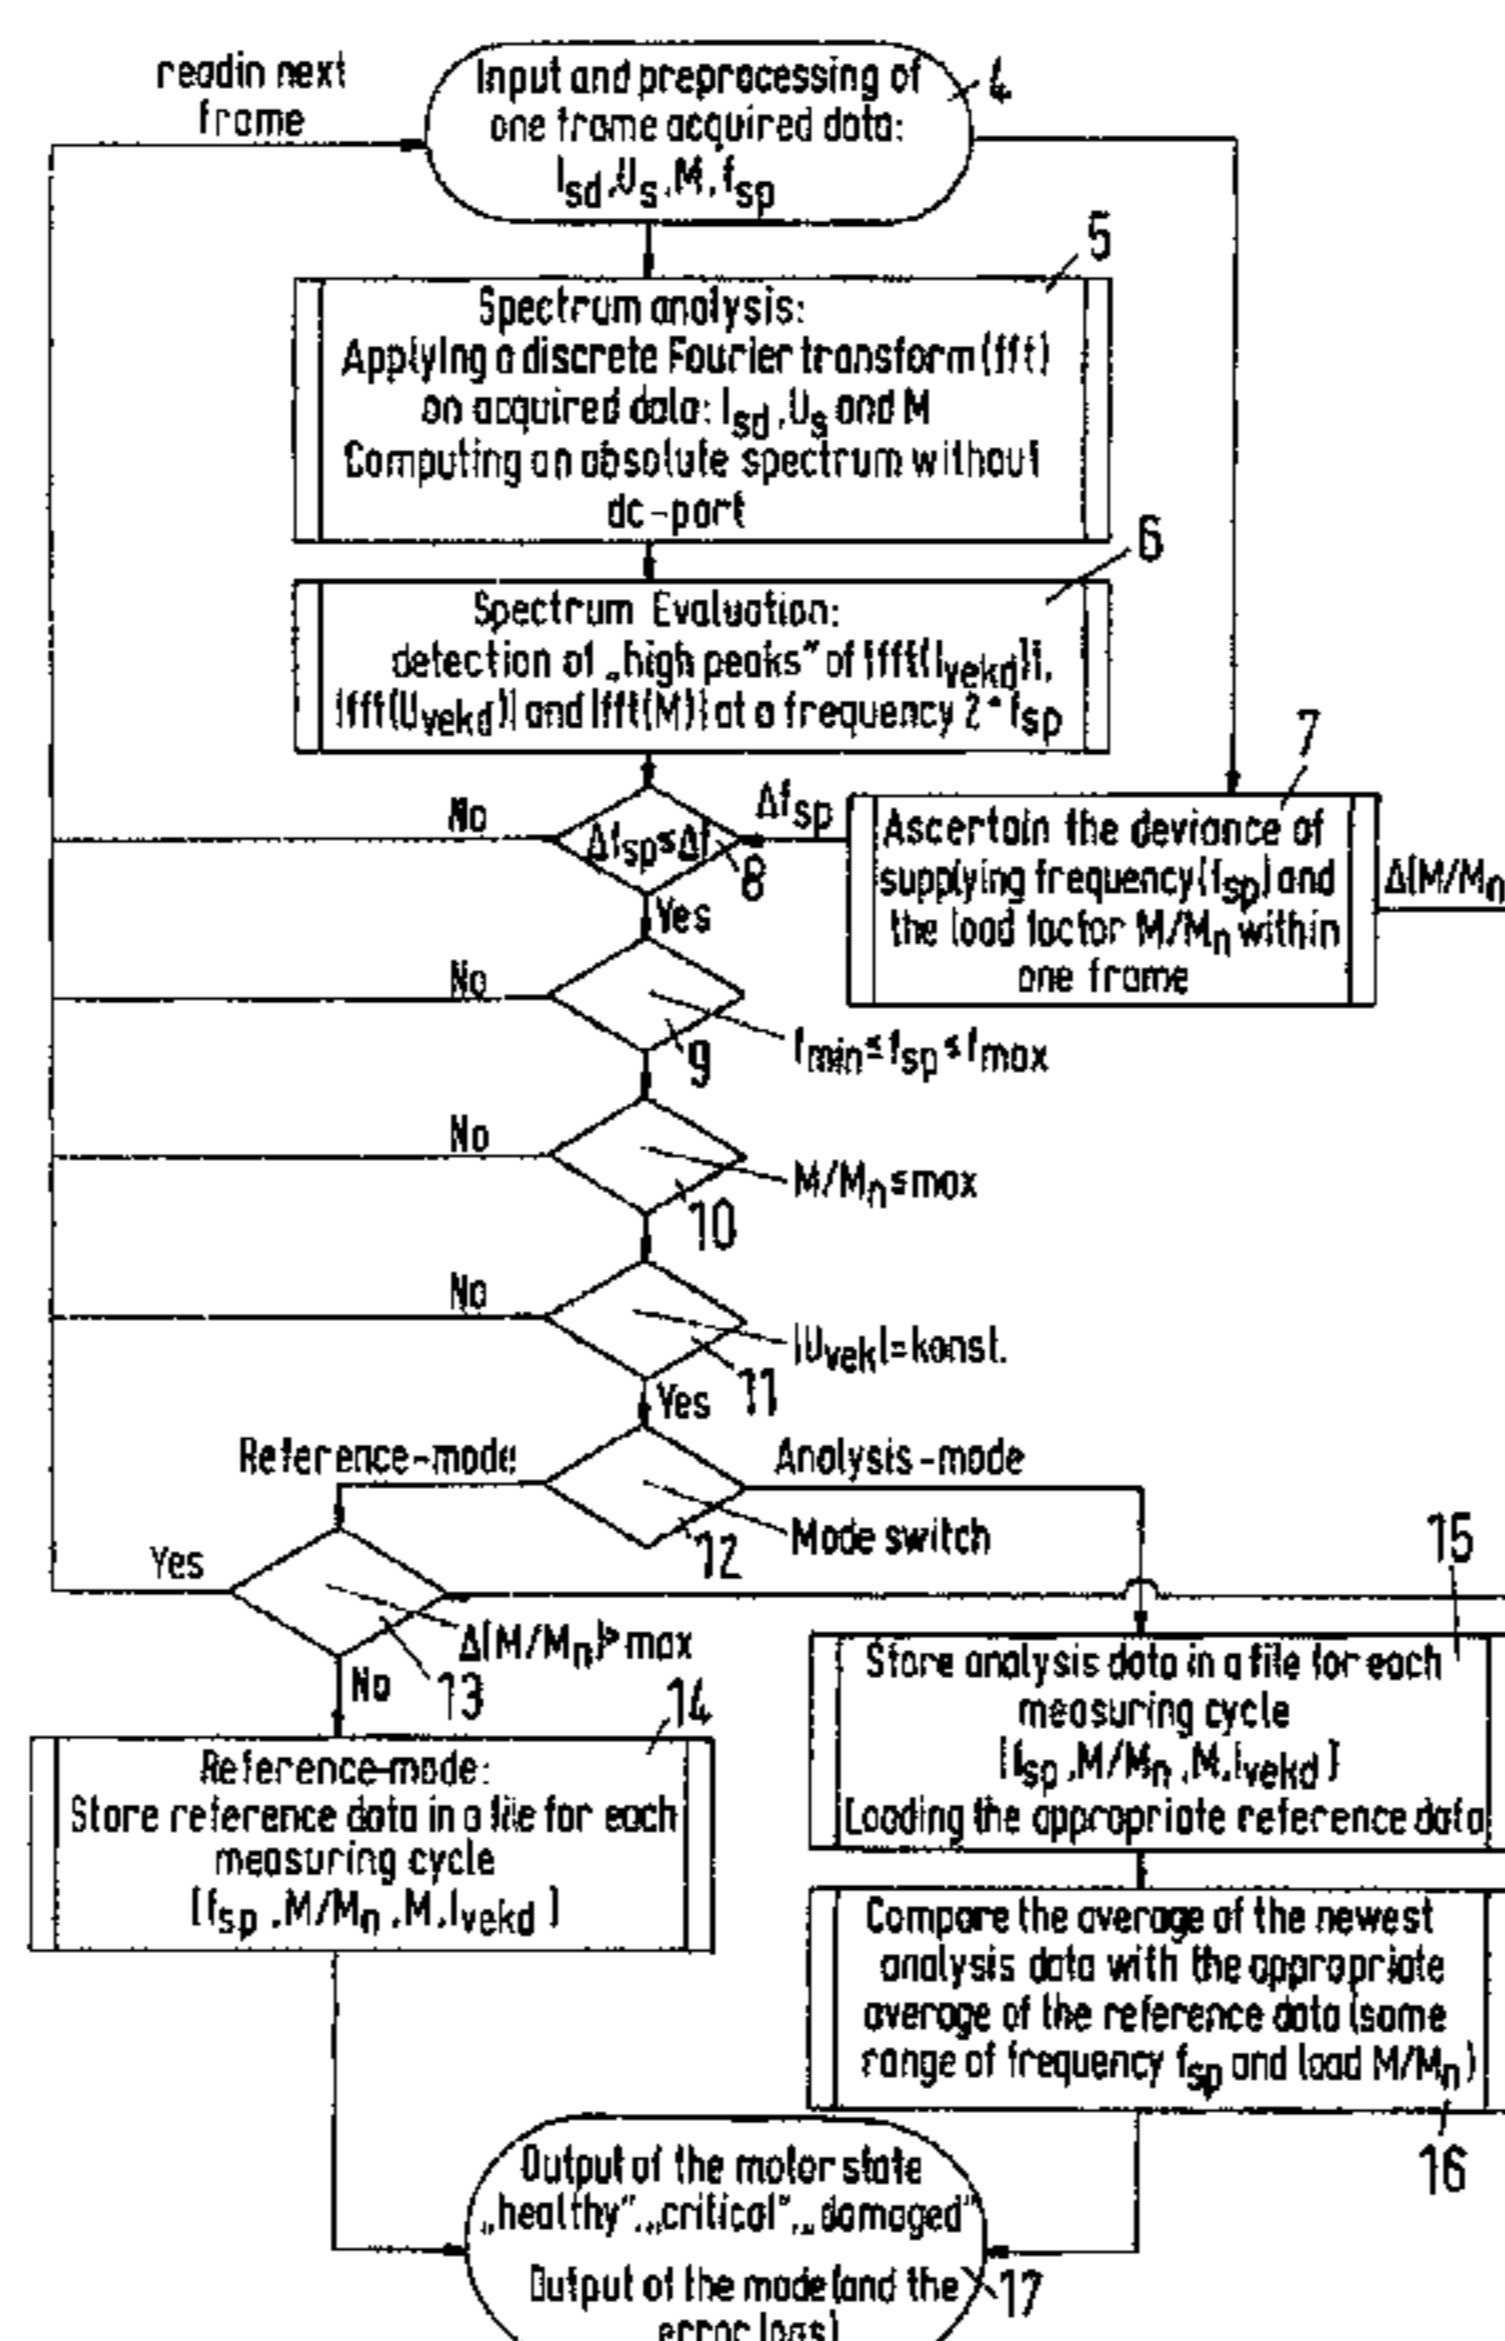 readin next
frame
Input and preprocessing of
one frame acquired data:
Isd, Us, M, fsp
4
5
Spectrum analysis:
Applying a discrete Fourier transform (fft)
on acquired data: Isd, Us and M
Computing an absolute spectrum without
dc-part
6
Spectrum Evaluation:
detection of „high peaks" of |fft(Ivekd)|,
|fft(Uvekd)| and |fft(M)| at a frequency 2*fsp
7
Ascertain the deviance of
supplying frequency (fsp) and
the load factor M/Mn within
one frame
Δ(M/Mn
Δfsp
No
Δfsp≤Δf
8
Yes
No
9
fmin≤fsp≤fmax
No
10
M/Mn≤max
No
11
|Uvek|=konst.
Yes
Reference-mode
Analysis-mode
12
Mode switch
Yes
Δ(M/Mn)>max
13
No
14
Reference-mode:
Store reference data in a file for each
measuring cycle
[fsp, M/Mn, M, Ivekd]
15
Store analysis data in a file for each
measuring cycle
[fsp, M/Mn, M, Ivekd]
Loading the appropriate reference data
Compare the average of the newest
analysis data with the appropriate
average of the reference data (same
range of frequency fsp and load M/Mn)
16
Output of the motor state
„healthy", „critical", „damaged"
Output of the mode (and the
error logs)
17